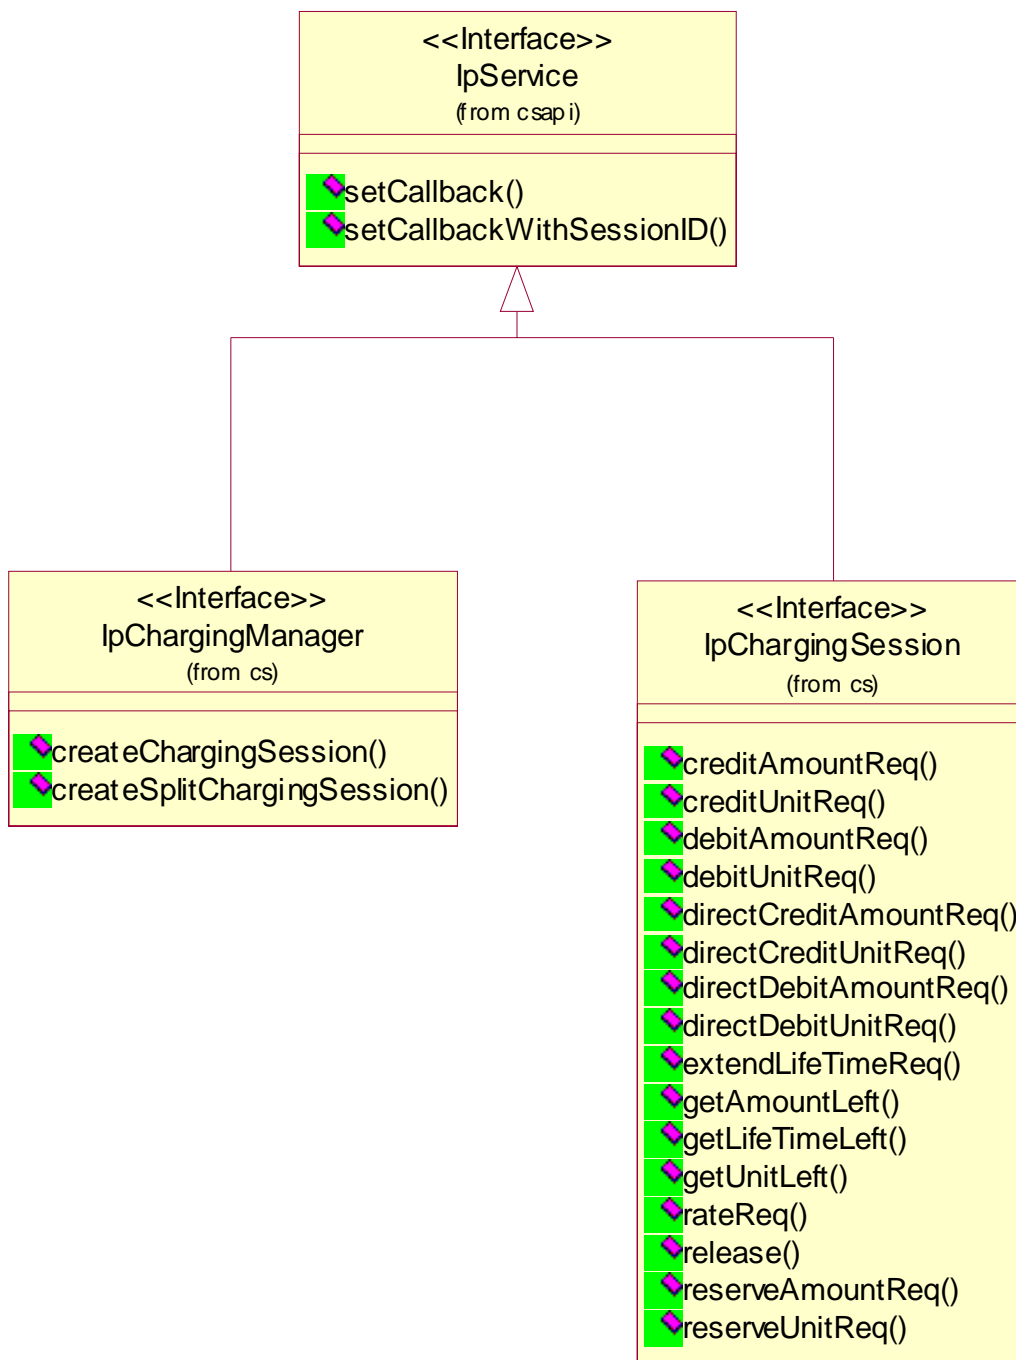 <<Interface>>
IpService
(from csapi)
setCallback()
setCallbackWithSessionID()
<<Interface>>
IpChargingManager
(from cs)
createChargingSession()
createSplitChargingSession()
<<Interface>>
IpChargingSession
(from cs)
creditAmountReq()
creditUnitReq()
debitAmountReq()
debitUnitReq()
directCreditAmountReq()
directCreditUnitReq()
directDebitAmountReq()
directDebitUnitReq()
extendLifeTimeReq()
getAmountLeft()
getLifeTimeLeft()
getUnitLeft()
rateReq()
release()
reserveAmountReq()
reserveUnitReq()